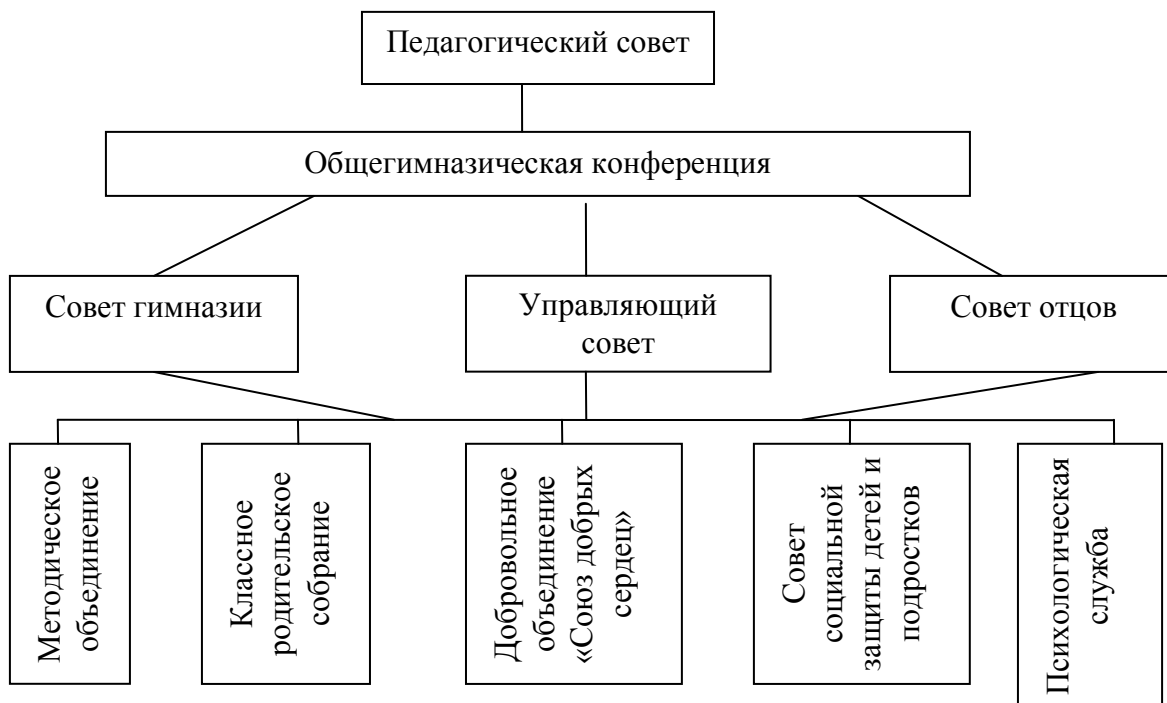 Педагогический совет
Общегимназическая конференция
Совет гимназии
Управляющий
совет
Совет отцов
Методическое
объединение
Классное
родительское
собрание
Добровольное
объединение
«Союз добрых
сердец»
Совет
социальной
защиты детей и
подростков
Психологическая
служба